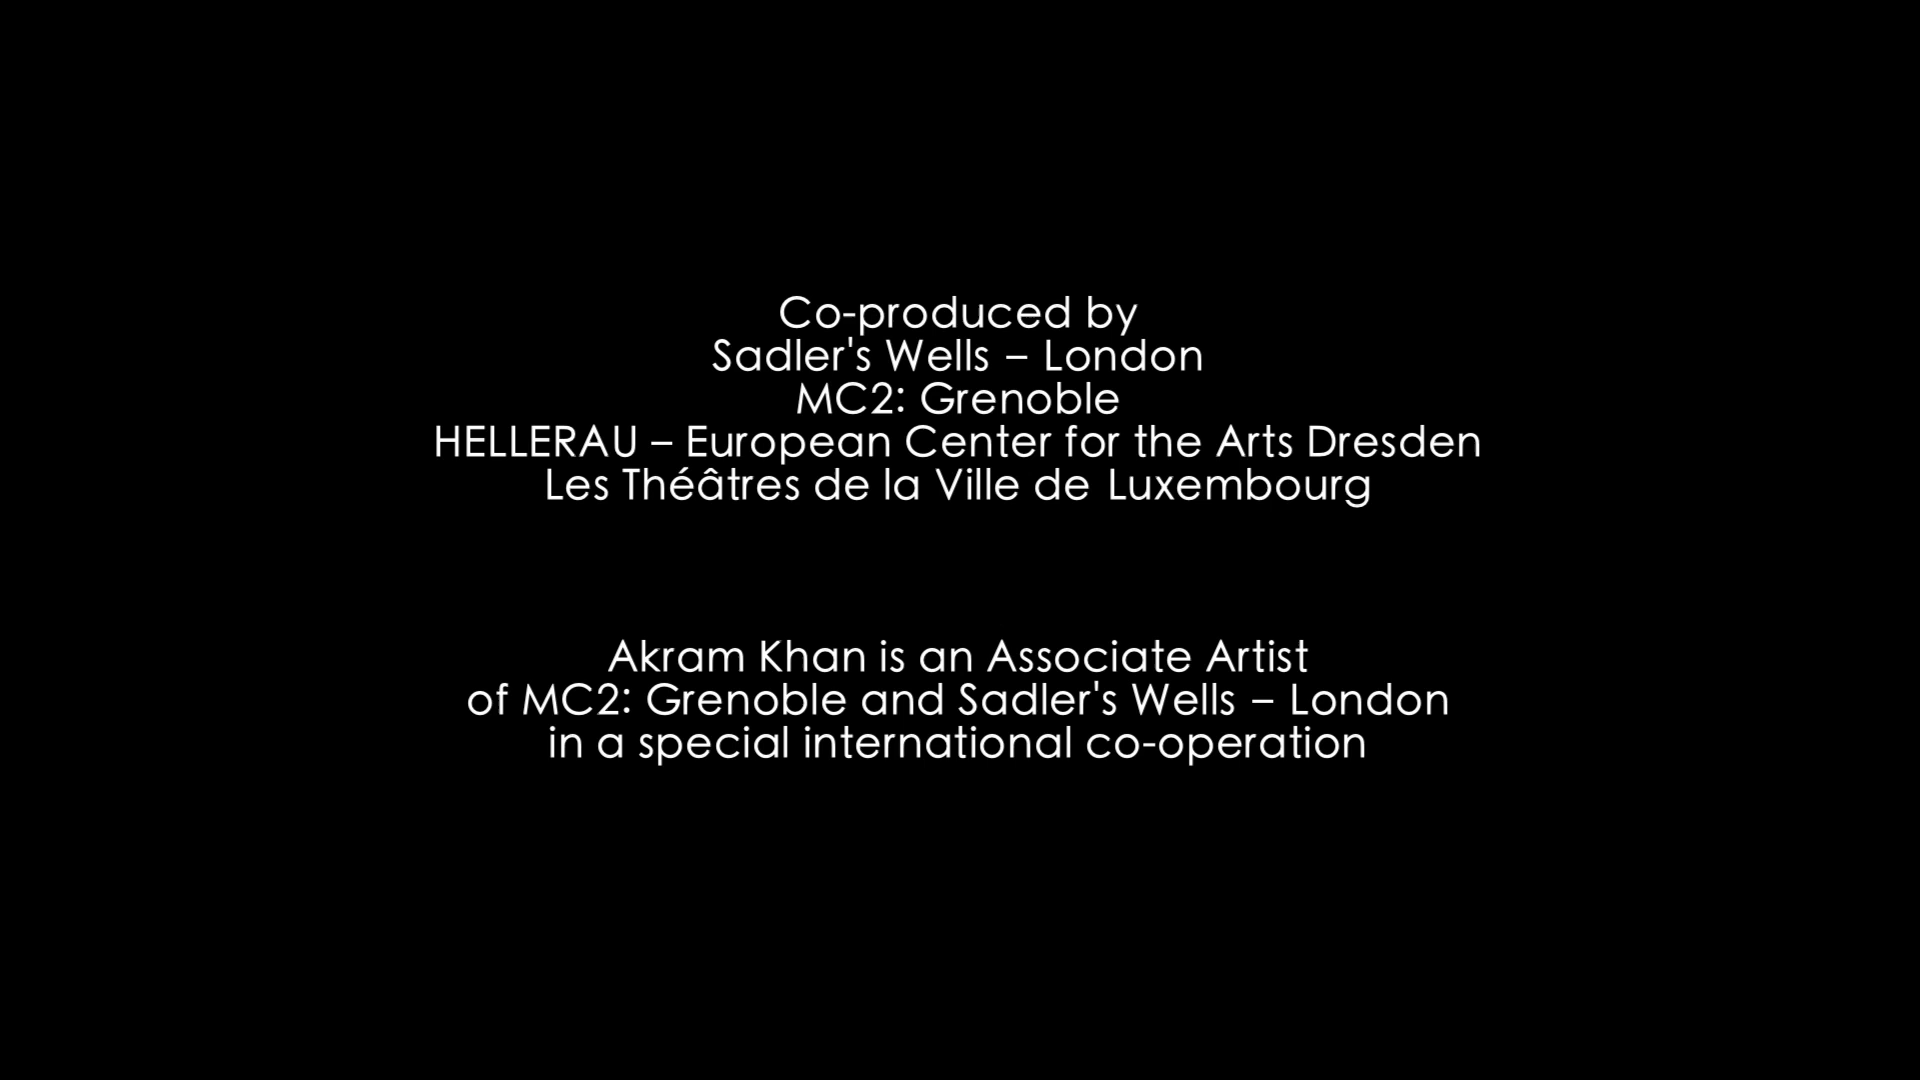 Co-produced by
Sadler's Wells – London
MC2: Grenoble
HELLERAU – European Center for the Arts Dresden
Les Théâtres de la Ville de Luxembourg
Akram Khan is an Associate Artist
of MC2: Grenoble and Sadler's Wells – London
in a special international co-operation